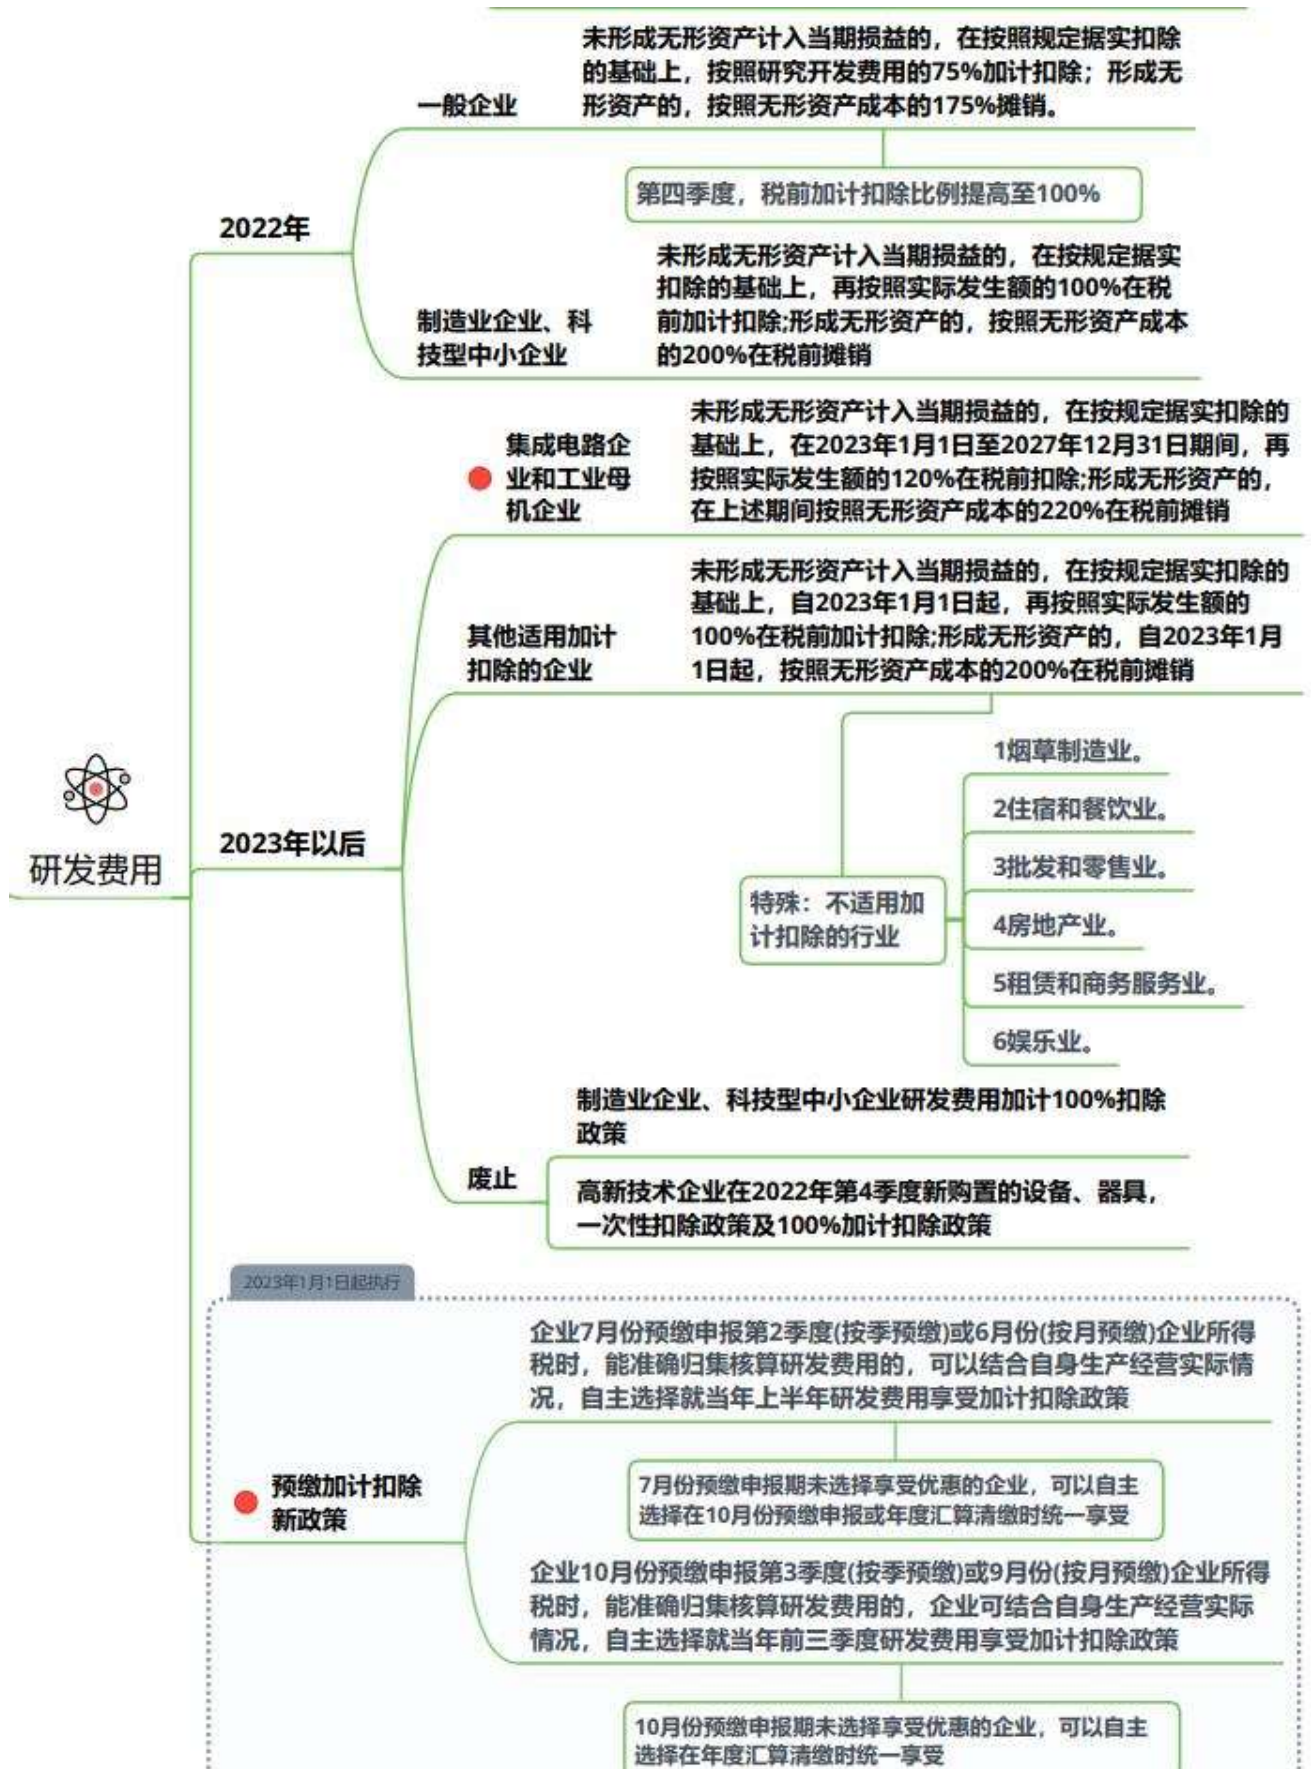 未形成无形资产计入当期损益的，在按照规定据实扣除
的基础上，按照研究开发费用的75%加计扣除；形成无
形资产的，按照无形资产成本的175%摊销。
一般企业
第四季度，税前加计扣除比例提高至100%
2022年
未形成无形资产计入当期损益的，在按规定据实
扣除的基础上，再按照实际发生额的100%在税
前加计扣除;形成无形资产的，按照无形资产成本
的200%在税前摊销
制造业企业、科
技型中小企业
未形成无形资产计入当期损益的，在按规定据实扣除的
基础上，在2023年1月1日至2027年12月31日期间，再
按照实际发生额的120%在税前扣除;形成无形资产的，
在上述期间按照无形资产成本的220%在税前摊销
集成电路企
业和工业母
机企业
未形成无形资产计入当期损益的，在按规定据实扣除的
基础上，自2023年1月1日起，再按照实际发生额的
100%在税前加计扣除;形成无形资产的，自2023年1月
1日起，按照无形资产成本的200%在税前摊销
其他适用加计
扣除的企业
1烟草制造业。
2住宿和餐饮业。
3批发和零售业。
4房地产业。
5租赁和商务服务业。
6娱乐业。
特殊：不适用加
计扣除的行业
2023年以后
研发费用
制造业企业、科技型中小企业研发费用加计100%扣除
政策
废止
高新技术企业在2022年第4季度新购置的设备、器具，
一次性扣除政策及100%加计扣除政策
2023年1月1日起执行
企业7月份预缴申报第2季度(按季预缴)或6月份(按月预缴)企业所得
税时，能准确归集核算研发费用的，可以结合自身生产经营实际情
况，自主选择就当年上半年研发费用享受加计扣除政策
7月份预缴申报期未选择享受优惠的企业，可以自主
选择在10月份预缴申报或年度汇算清缴时统一享受
预缴加计扣除
新政策
企业10月份预缴申报第3季度(按季预缴)或9月份(按月预缴)企业所得
税时，能准确归集核算研发费用的，企业可结合自身生产经营实际
情况，自主选择就当年前三季度研发费用享受加计扣除政策
10月份预缴申报期未选择享受优惠的企业，可以自主
选择在年度汇算清缴时统一享受